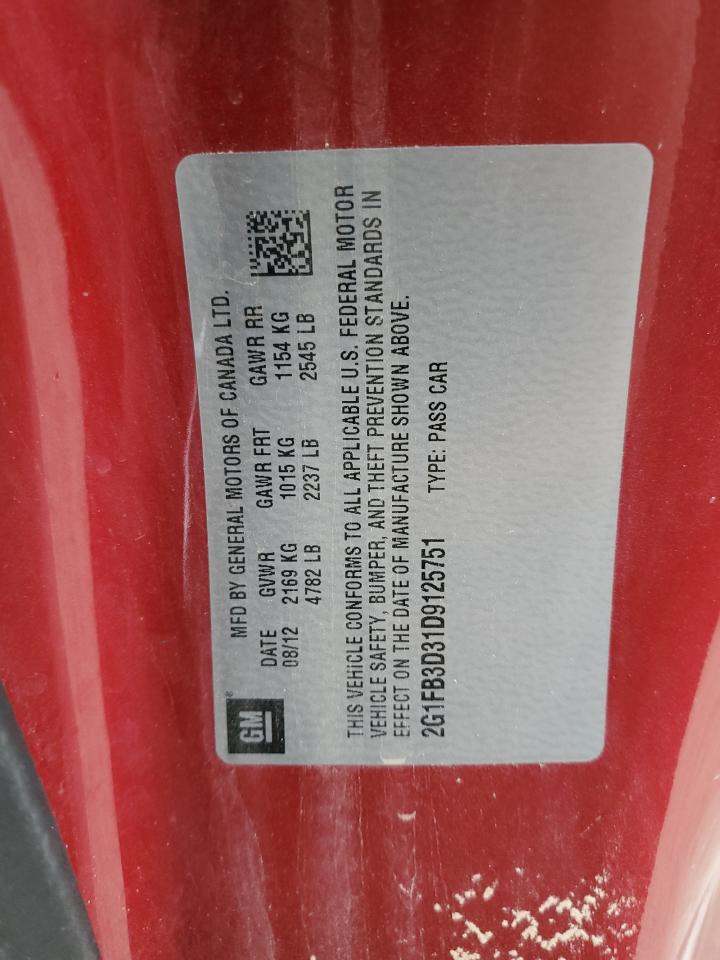 GM®
MFD BY GENERAL MOTORS OF CANADA LTD.
DATE GVWR GAWR FRT GAWR RR
08/12 2169 KG 1015 KG 1154 KG
4782 LB 2237 LB 2545 LB
THIS VEHICLE CONFORMS TO ALL APPLICABLE U.S. FEDERAL MOTOR
VEHICLE SAFETY, BUMPER, AND THEFT PREVENTION STANDARDS IN
EFFECT ON THE DATE OF MANUFACTURE SHOWN ABOVE.
2G1FB3D31D9125751 TYPE: PASS CAR